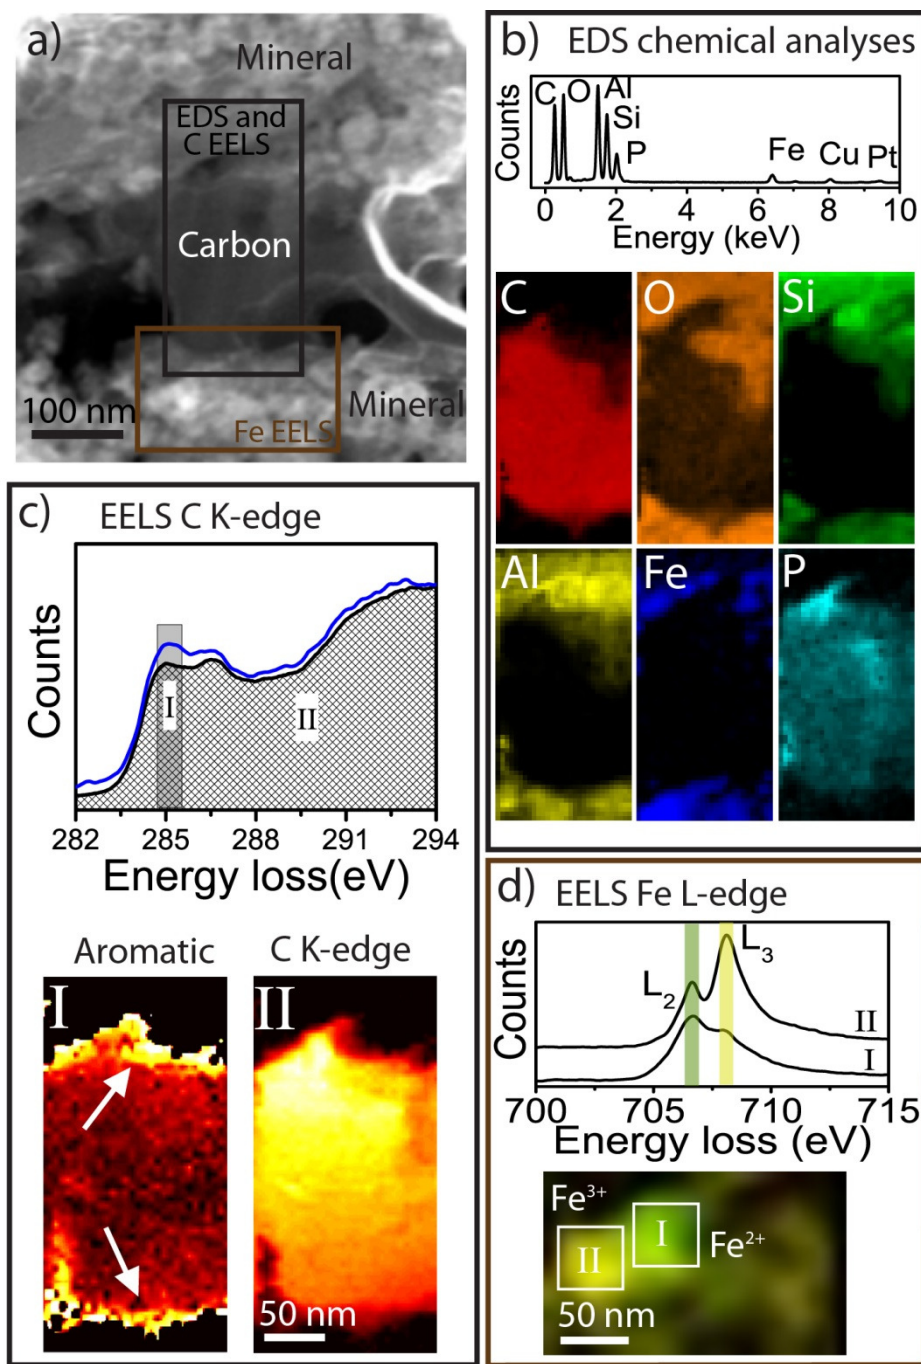 a)
Mineral
EDS and
C EELS
Carbon
100 nm
Fe EELS
Mineral
b) EDS chemical analyses
Counts
C O Al
Si
P
Fe Cu Pt
0 2 4 6 8 10
Energy (keV)
C O Si
Al Fe P
c) EELS C K-edge
Counts
I
II
282 285 288 291 294
Energy loss(eV)
Aromatic C K-edge
I II
50 nm
d) EELS Fe L-edge
Counts
L2
L3
II
I
700 705 710 715
Energy loss (eV)
Fe3+
II
I
Fe2+
50 nm